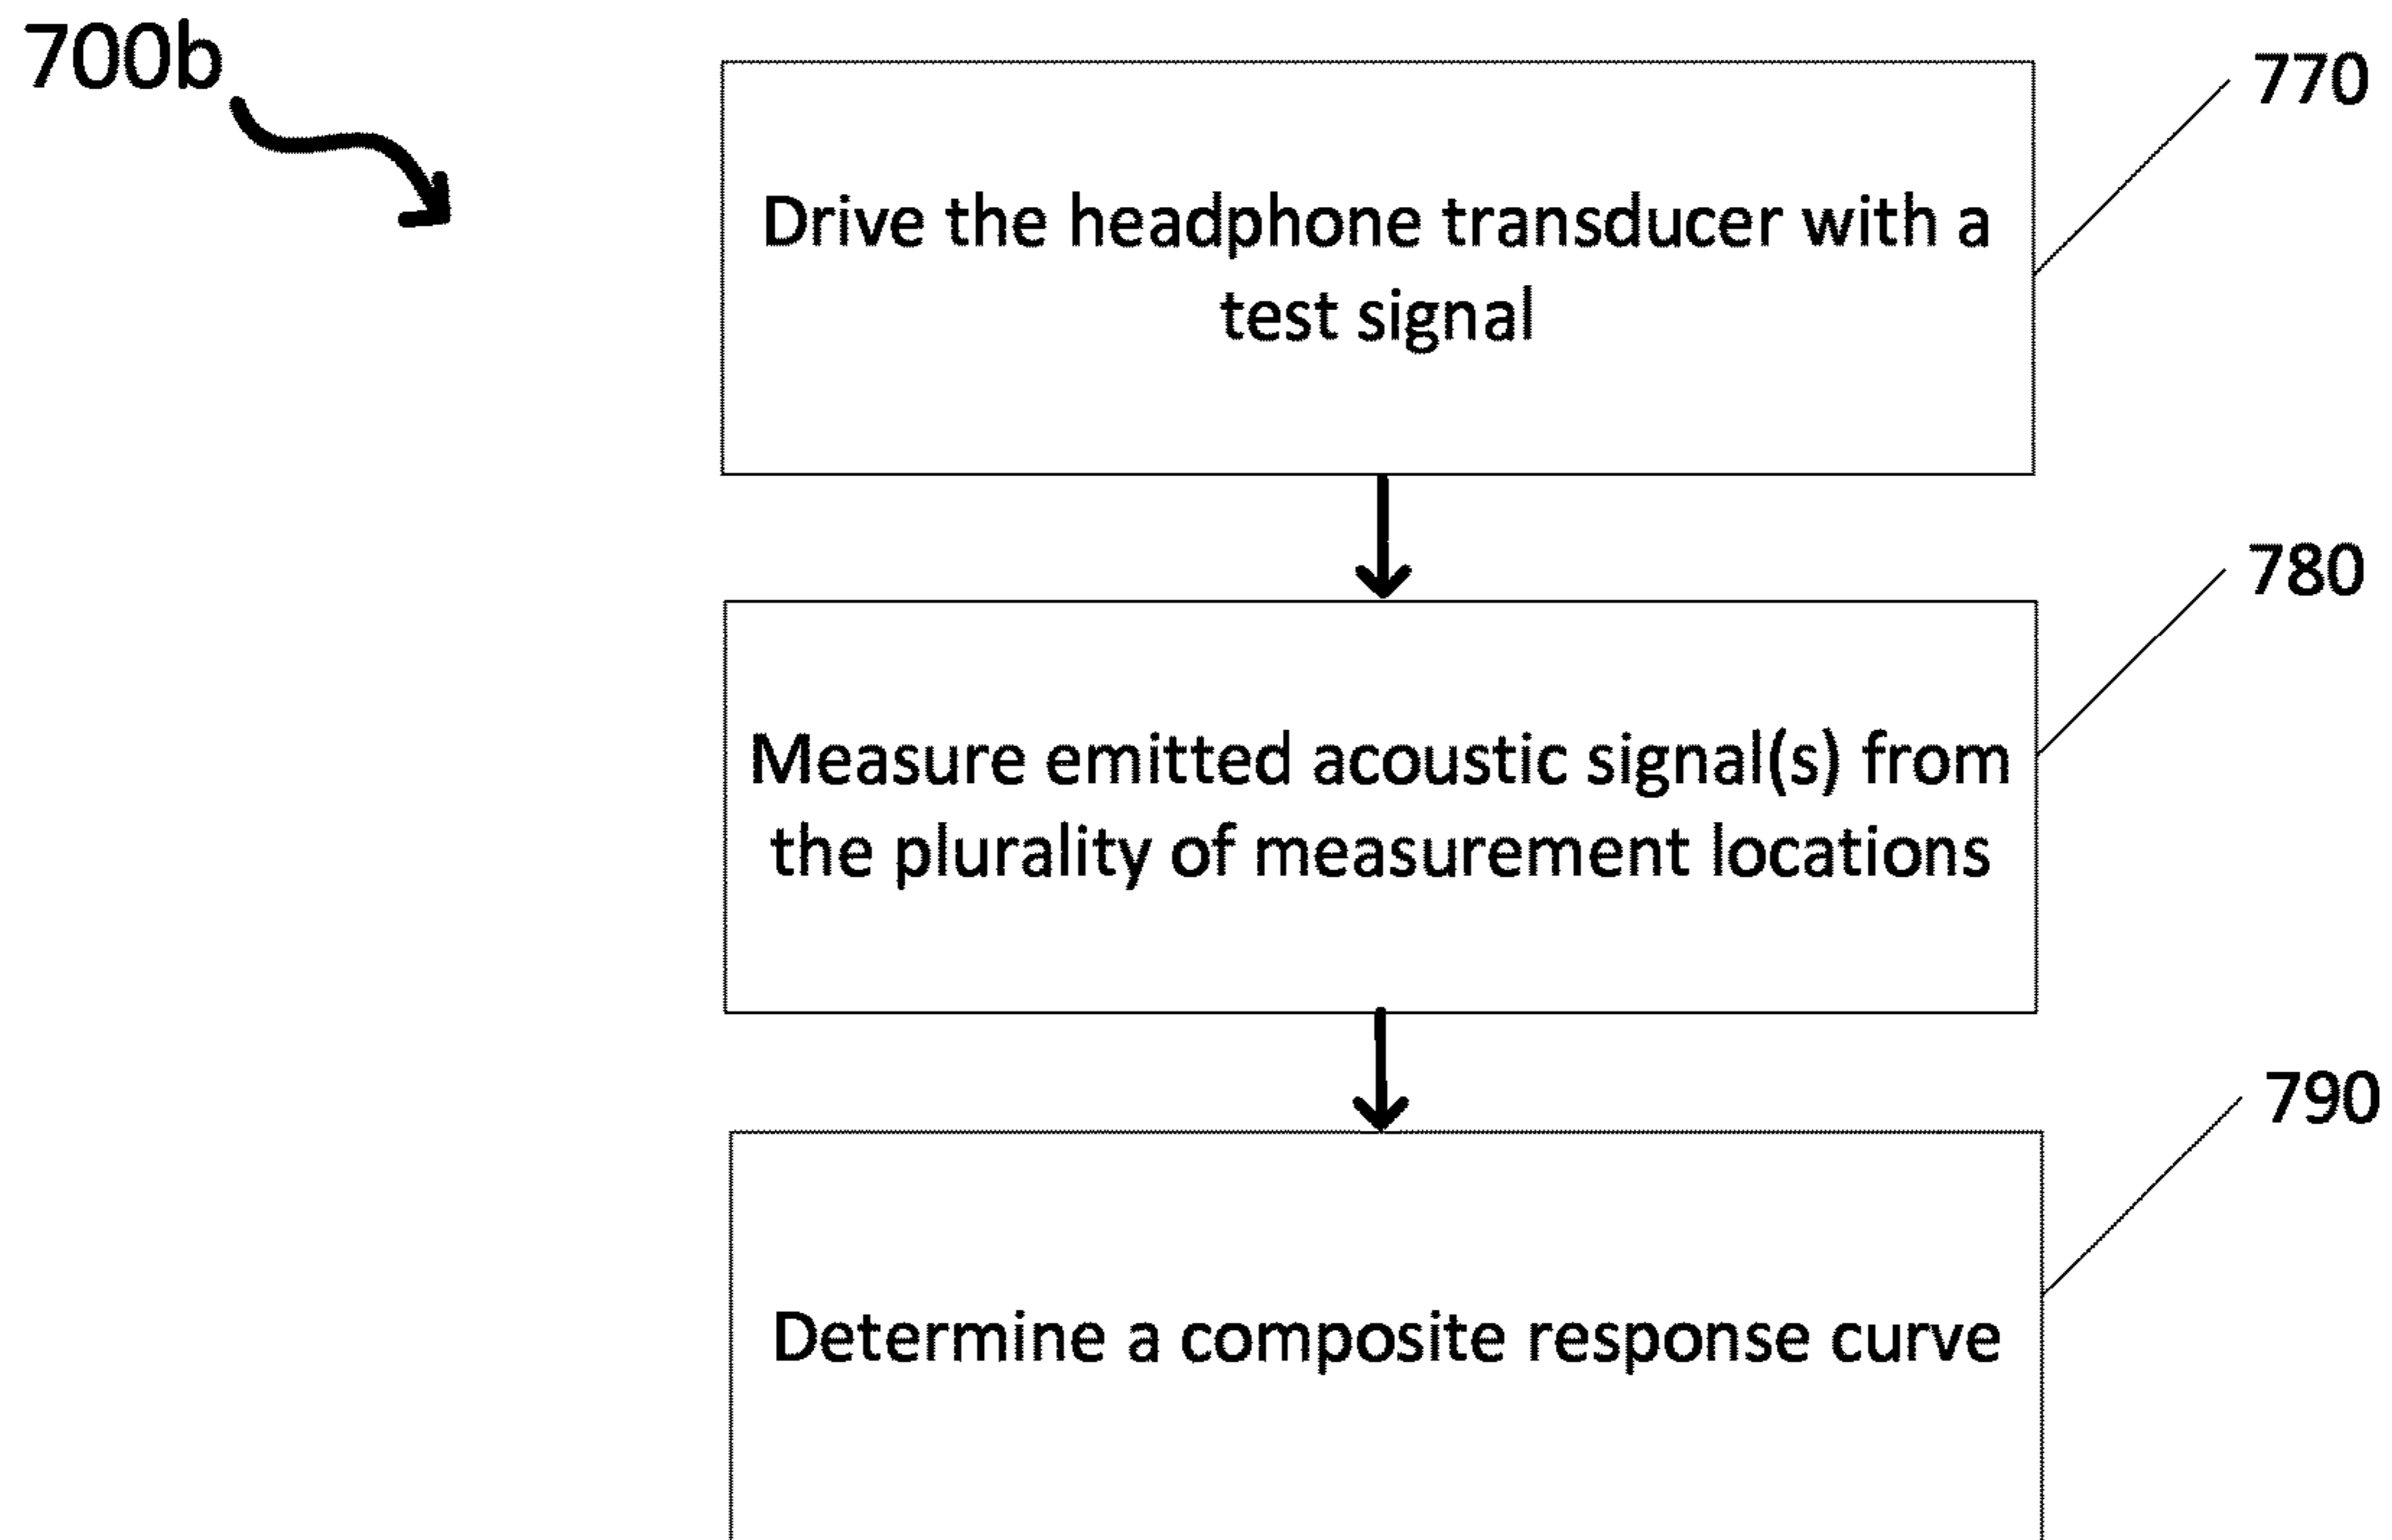 700b
770
Drive the headphone transducer with a
test signal
780
Measure emitted acoustic signal(s) from
the plurality of measurement locations
790
Determine a composite response curve